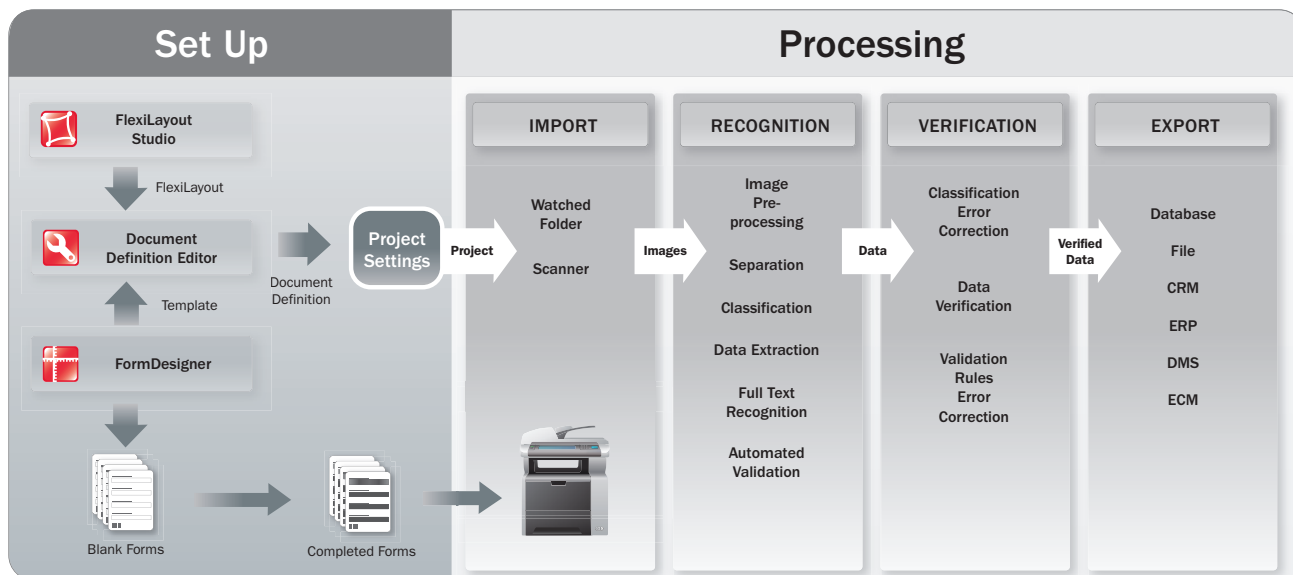 Set Up
Processing
FlexiLayout
Studio
FlexiLayout
Document
Definition Editor
Template
FormDesigner
Blank Forms
Completed Forms
Document
Definition
Project
Settings
Project
IMPORT
Watched
Folder
Scanner
Images
RECOGNITION
Image
Pre-
processing
Separation
Classification
Data Extraction
Full Text
Recognition
Automated
Validation
Data
VERIFICATION
Classification
Error
Correction
Data
Verification
Validation
Rules
Error
Correction
Verified
Data
EXPORT
Database
File
CRM
ERP
DMS
ECM